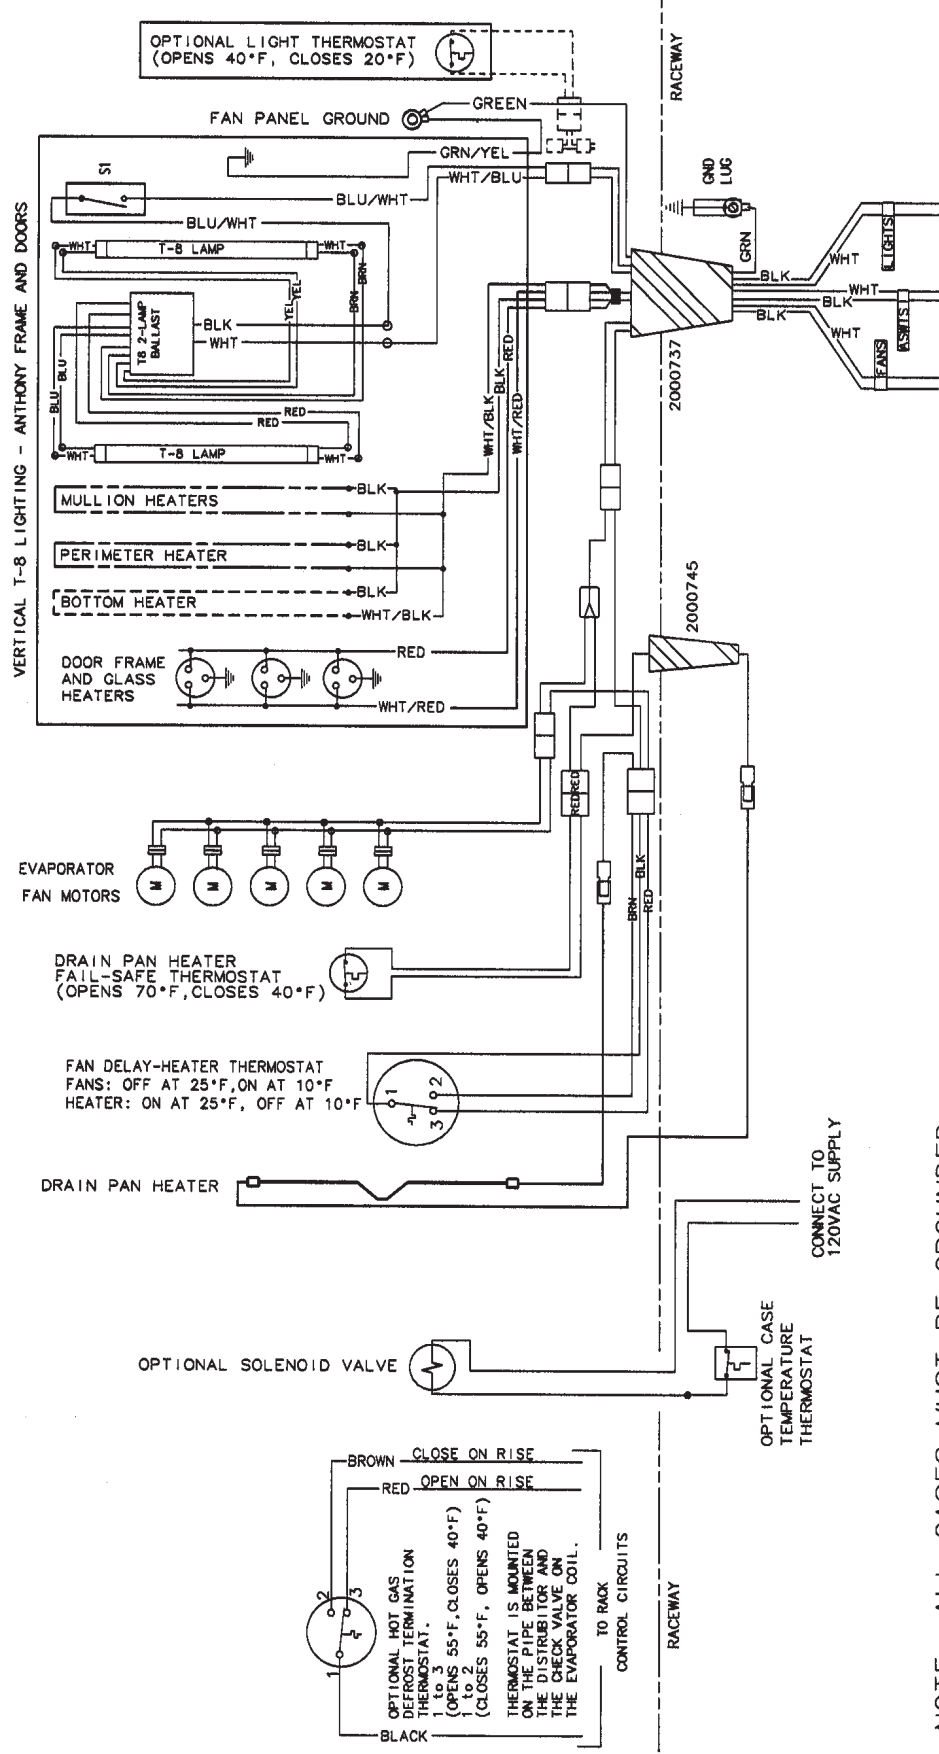 OPTIONAL LIGHT THERMOSTAT
(OPENS 40°F, CLOSES 20°F)
RACEWAY
FAN PANEL GROUND
GREEN
GRN/YEL
WHT/BLU
VERTICAL T-8 LIGHTING - ANTHONY FRAME AND DOORS
S1
BLU/WHT
BLU/WHT
GND
LUG
GRN
WHT
T-8 LAMP
WHT
BRN
BRN
YEL
YEL
T8 2-LAMP
BALLAST
BLK
WHT
BLU
BLU
RED
RED
WHT
T-8 LAMP
WHT
WHT/BLK
BLK
RED
WHT/RED
BLK
WHT
LIGHTS
WHT
BLK
ASWTS
BLK
WHT
FANS
2000737
MULLION HEATERS
BLK
PERIMETER HEATER
BLK
BOTTOM HEATER
BLK
WHT/BLK
DOOR FRAME
AND GLASS
HEATERS
RED
WHT/RED
2000745
RED
RED
EVAPORATOR
FAN MOTORS
M
M
M
M
M
BRN
BLK
RED
DRAIN PAN HEATER
FAIL-SAFE THERMOSTAT
(OPENS 70°F,CLOSES 40°F)
FAN DELAY-HEATER THERMOSTAT
FANS: OFF AT 25°F,ON AT 10°F
HEATER: ON AT 25°F, OFF AT 10°F
1
2
3
DRAIN PAN HEATER
CONNECT TO
120VAC SUPPLY
OPTIONAL SOLENOID VALVE
OPTIONAL CASE
TEMPERATURE
THERMOSTAT
BROWN
CLOSE ON RISE
RED
OPEN ON RISE
2
3
1
BLACK
OPTIONAL HOT GAS
DEFROST TERMINATION
THERMOSTAT.
1 to 3
(OPENS 55°F,CLOSES 40°F)
1 to 2
(CLOSES 55°F, OPENS 40°F)
THERMOSTAT IS MOUNTED
ON THE PIPE BETWEEN
THE DISTRUBITOR AND
THE CHECK VALVE ON
THE EVAPORATOR COIL.
TO RACK
CONTROL CIRCUITS
RACEWAY